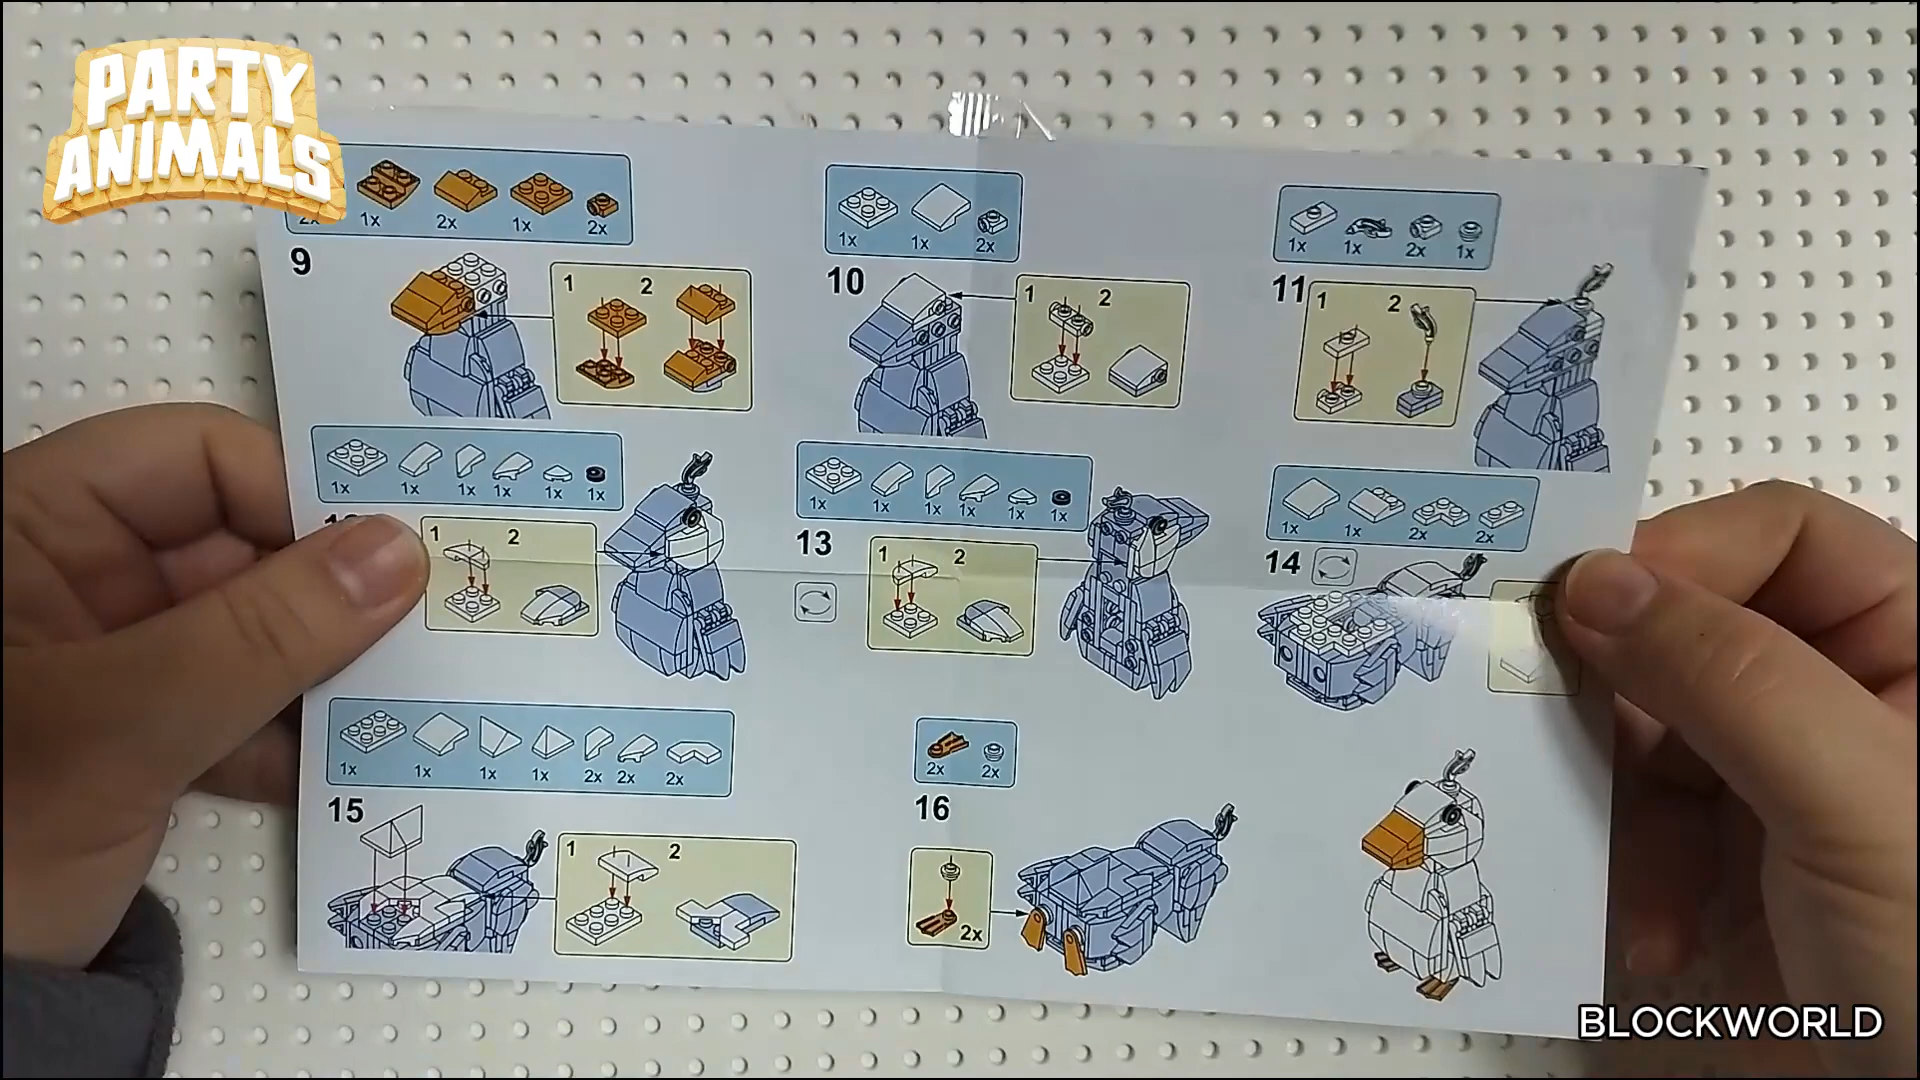 PARTY
ANIMALS
2x 1x 2x 1x 2x
9
1 2
1x 1x 2x
10
1 2
1x 1x 2x 1x
11
1 2
1x 1x 1x 1x 1x 1x
1 2
1x 1x 1x 1x 1x 1x
13
1 2
1x 1x 2x 2x
14
1x 1x 1x 1x 2x 2x 2x
15
1 2
2x 2x
16
2x
BLOCKWORLD